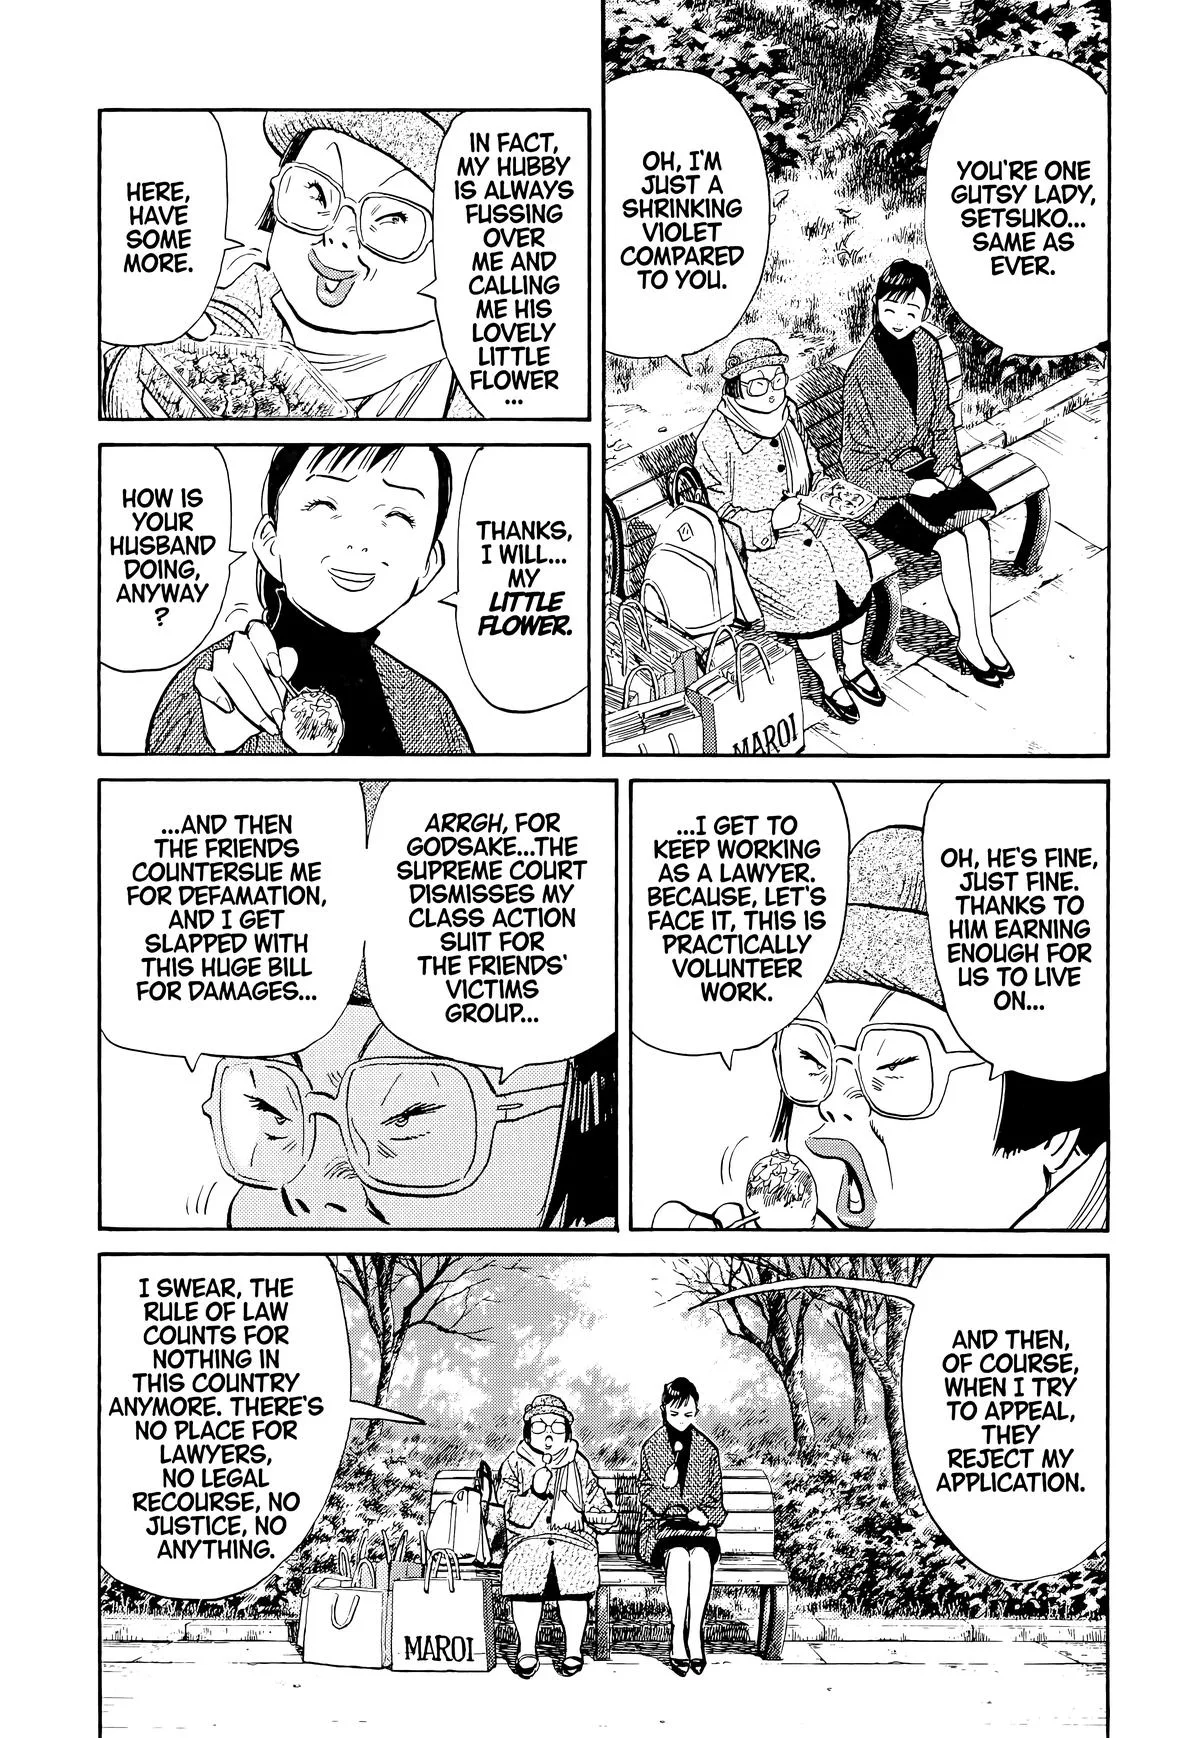 YOU'RE ONE
GUTSY LADY,
SETSUKO...
SAME AS
EVER.
OH, I'M
JUST A
SHRINKING
VIOLET
COMPARED
TO YOU.
MAROI
IN FACT,
MY HUBBY
IS ALWAYS
FUSSING
OVER
ME AND
CALLING
ME HIS
LOVELY
LITTLE
FLOWER
...
HERE,
HAVE
SOME
MORE.
THANKS,
I WILL...
MY
LITTLE
FLOWER.
HOW IS
YOUR
HUSBAND
DOING,
ANYWAY
?
OH, HE'S FINE,
JUST FINE.
THANKS TO
HIM EARNING
ENOUGH FOR
US TO LIVE
ON...
...I GET TO
KEEP WORKING
AS A LAWYER.
BECAUSE, LET'S
FACE IT, THIS IS
PRACTICALLY
VOLUNTEER
WORK.
ARRGH, FOR
GODSAKE...THE
SUPREME COURT
DISMISSES MY
CLASS ACTION
SUIT FOR
THE FRIENDS'
VICTIMS
GROUP...
...AND THEN
THE FRIENDS
COUNTERSUE ME
FOR DEFAMATION,
AND I GET
SLAPPED WITH
THIS HUGE BILL
FOR DAMAGES...
AND THEN,
OF COURSE,
WHEN I TRY
TO APPEAL,
THEY
REJECT MY
APPLICATION.
I SWEAR, THE
RULE OF LAW
COUNTS FOR
NOTHING IN
THIS COUNTRY
ANYMORE. THERE'S
NO PLACE FOR
LAWYERS,
NO LEGAL
RECOURSE, NO
JUSTICE, NO
ANYTHING.
MAROI